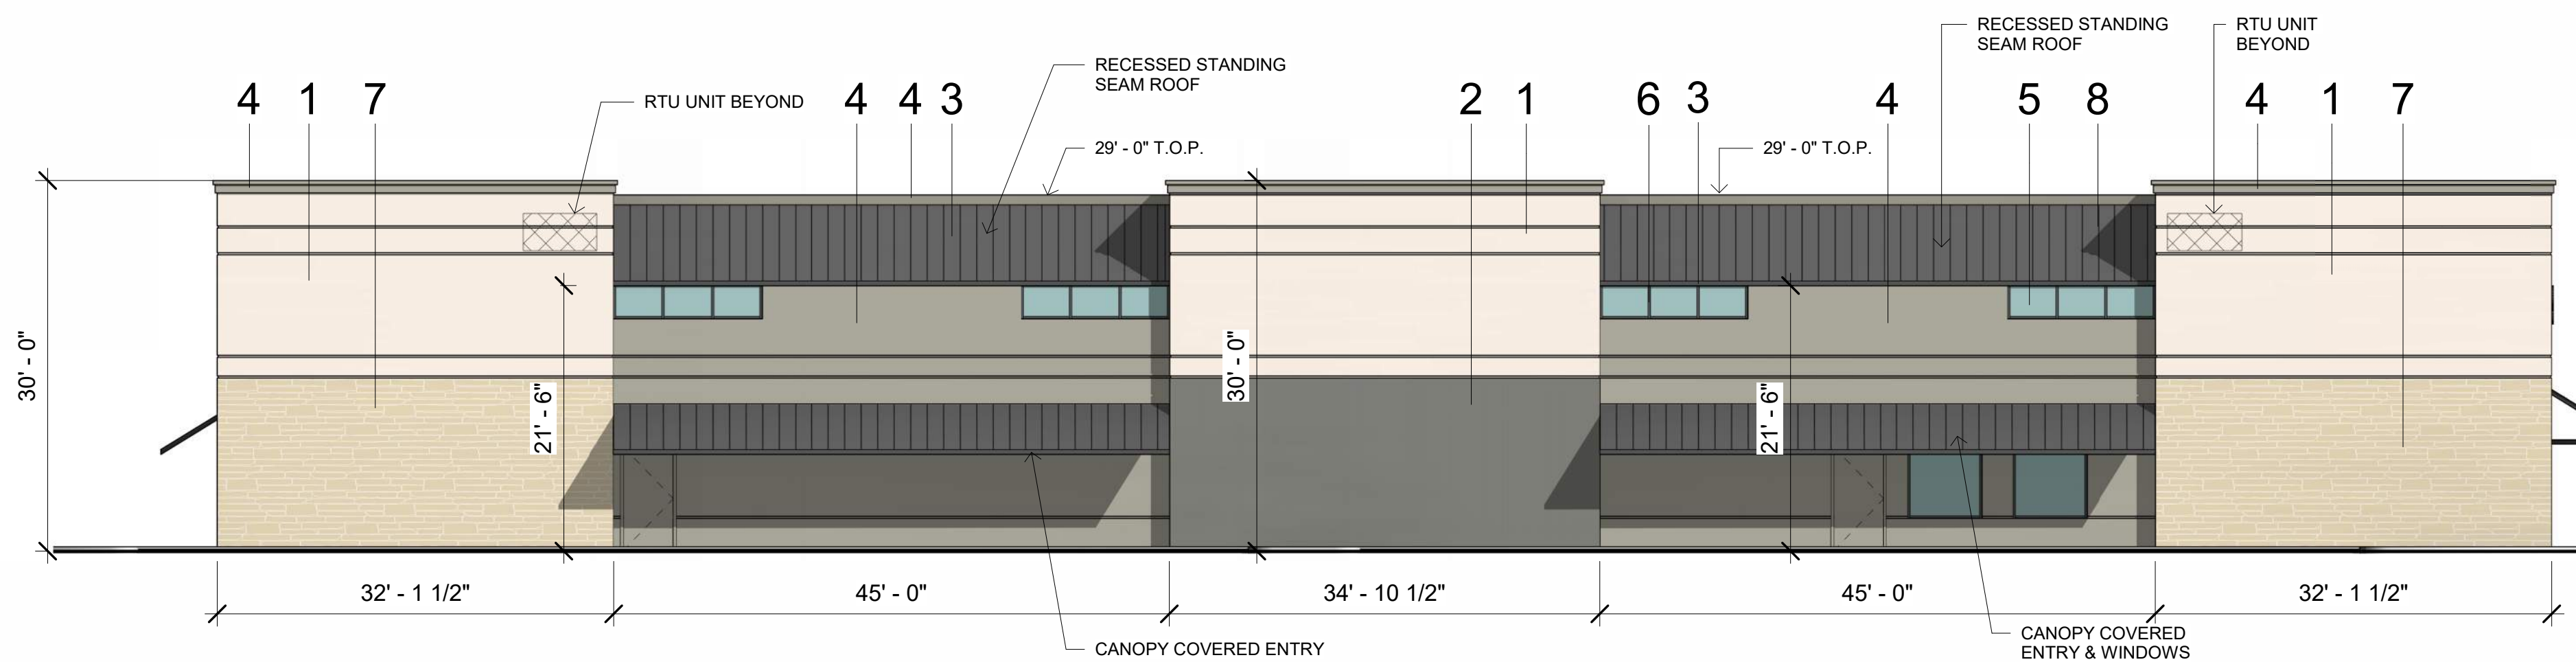 RECESSED STANDING
SEAM ROOF
RTU UNIT
BEYOND
RECESSED STANDING
SEAM ROOF
4 1 7
RTU UNIT BEYOND
4 4 3
2 1
6 3
4
5 8
4 1 7
29' - 0" T.O.P.
29' - 0" T.O.P.
30' - 0"
21' - 6"
30' - 0"
21' - 6"
32' - 1 1/2"
45' - 0"
34' - 10 1/2"
45' - 0"
32' - 1 1/2"
CANOPY COVERED ENTRY
CANOPY COVERED
ENTRY & WINDOWS